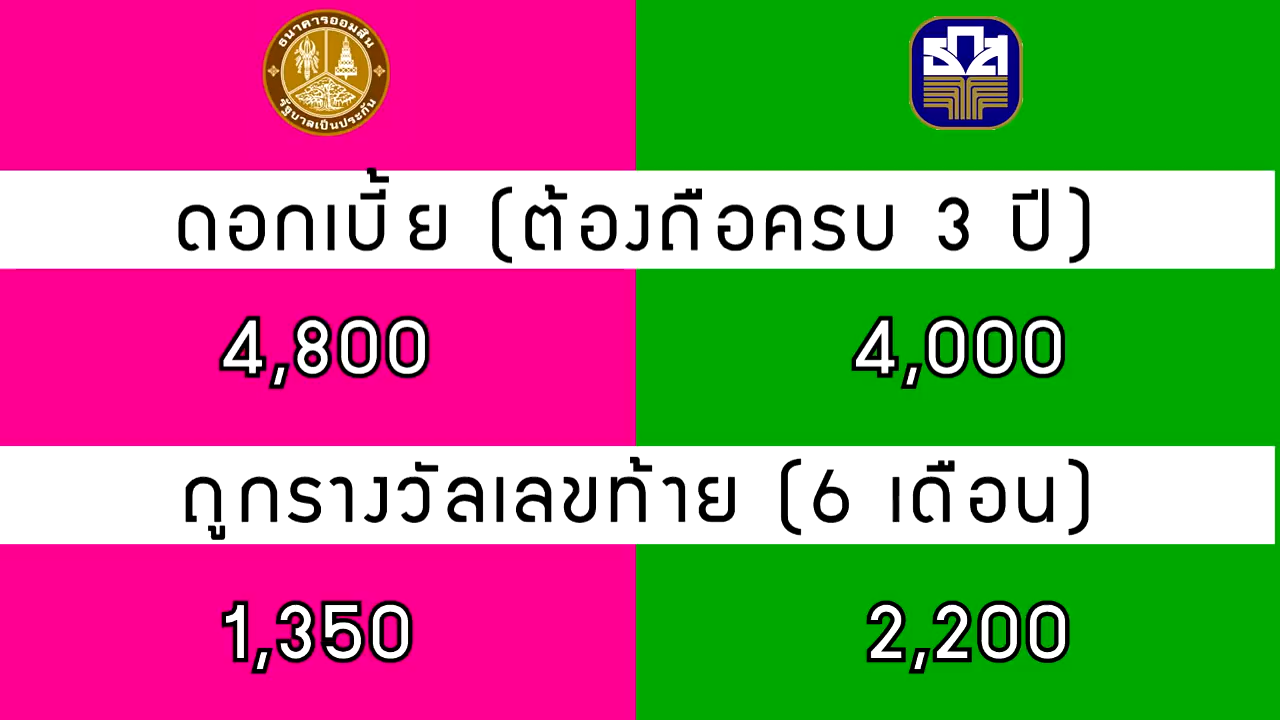 ธนาคารออมสิน
รัฐบาลเป็นประกัน
ธกส
ดอกเบี้ย (ต้องถือครบ 3 ปี)
4,800 4,000
ถูกรางวัลเลขท้าย (6 เดือน)
1,350 2,200